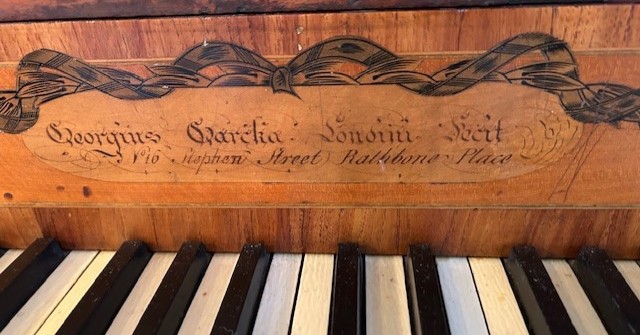 Georgius Garcka Londini Fecit
Nº 16 Stephen Street Rathbone Place